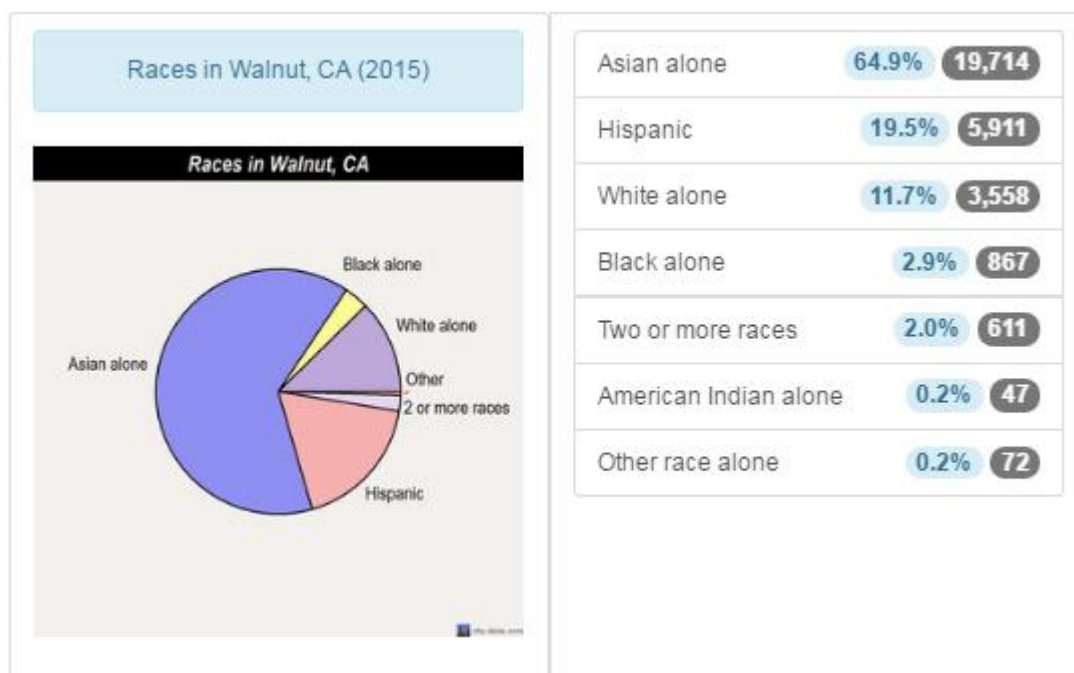 Races in Walnut, CA (2015)
Races in Walnut, CA
Black alone
White alone
Asian alone
Other
2 or more races
Hispanic
Asian alone 64.9% 19,714
Hispanic 19.5% 5,911
White alone 11.7% 3,558
Black alone 2.9% 867
Two or more races 2.0% 611
American Indian alone 0.2% 47
Other race alone 0.2% 72